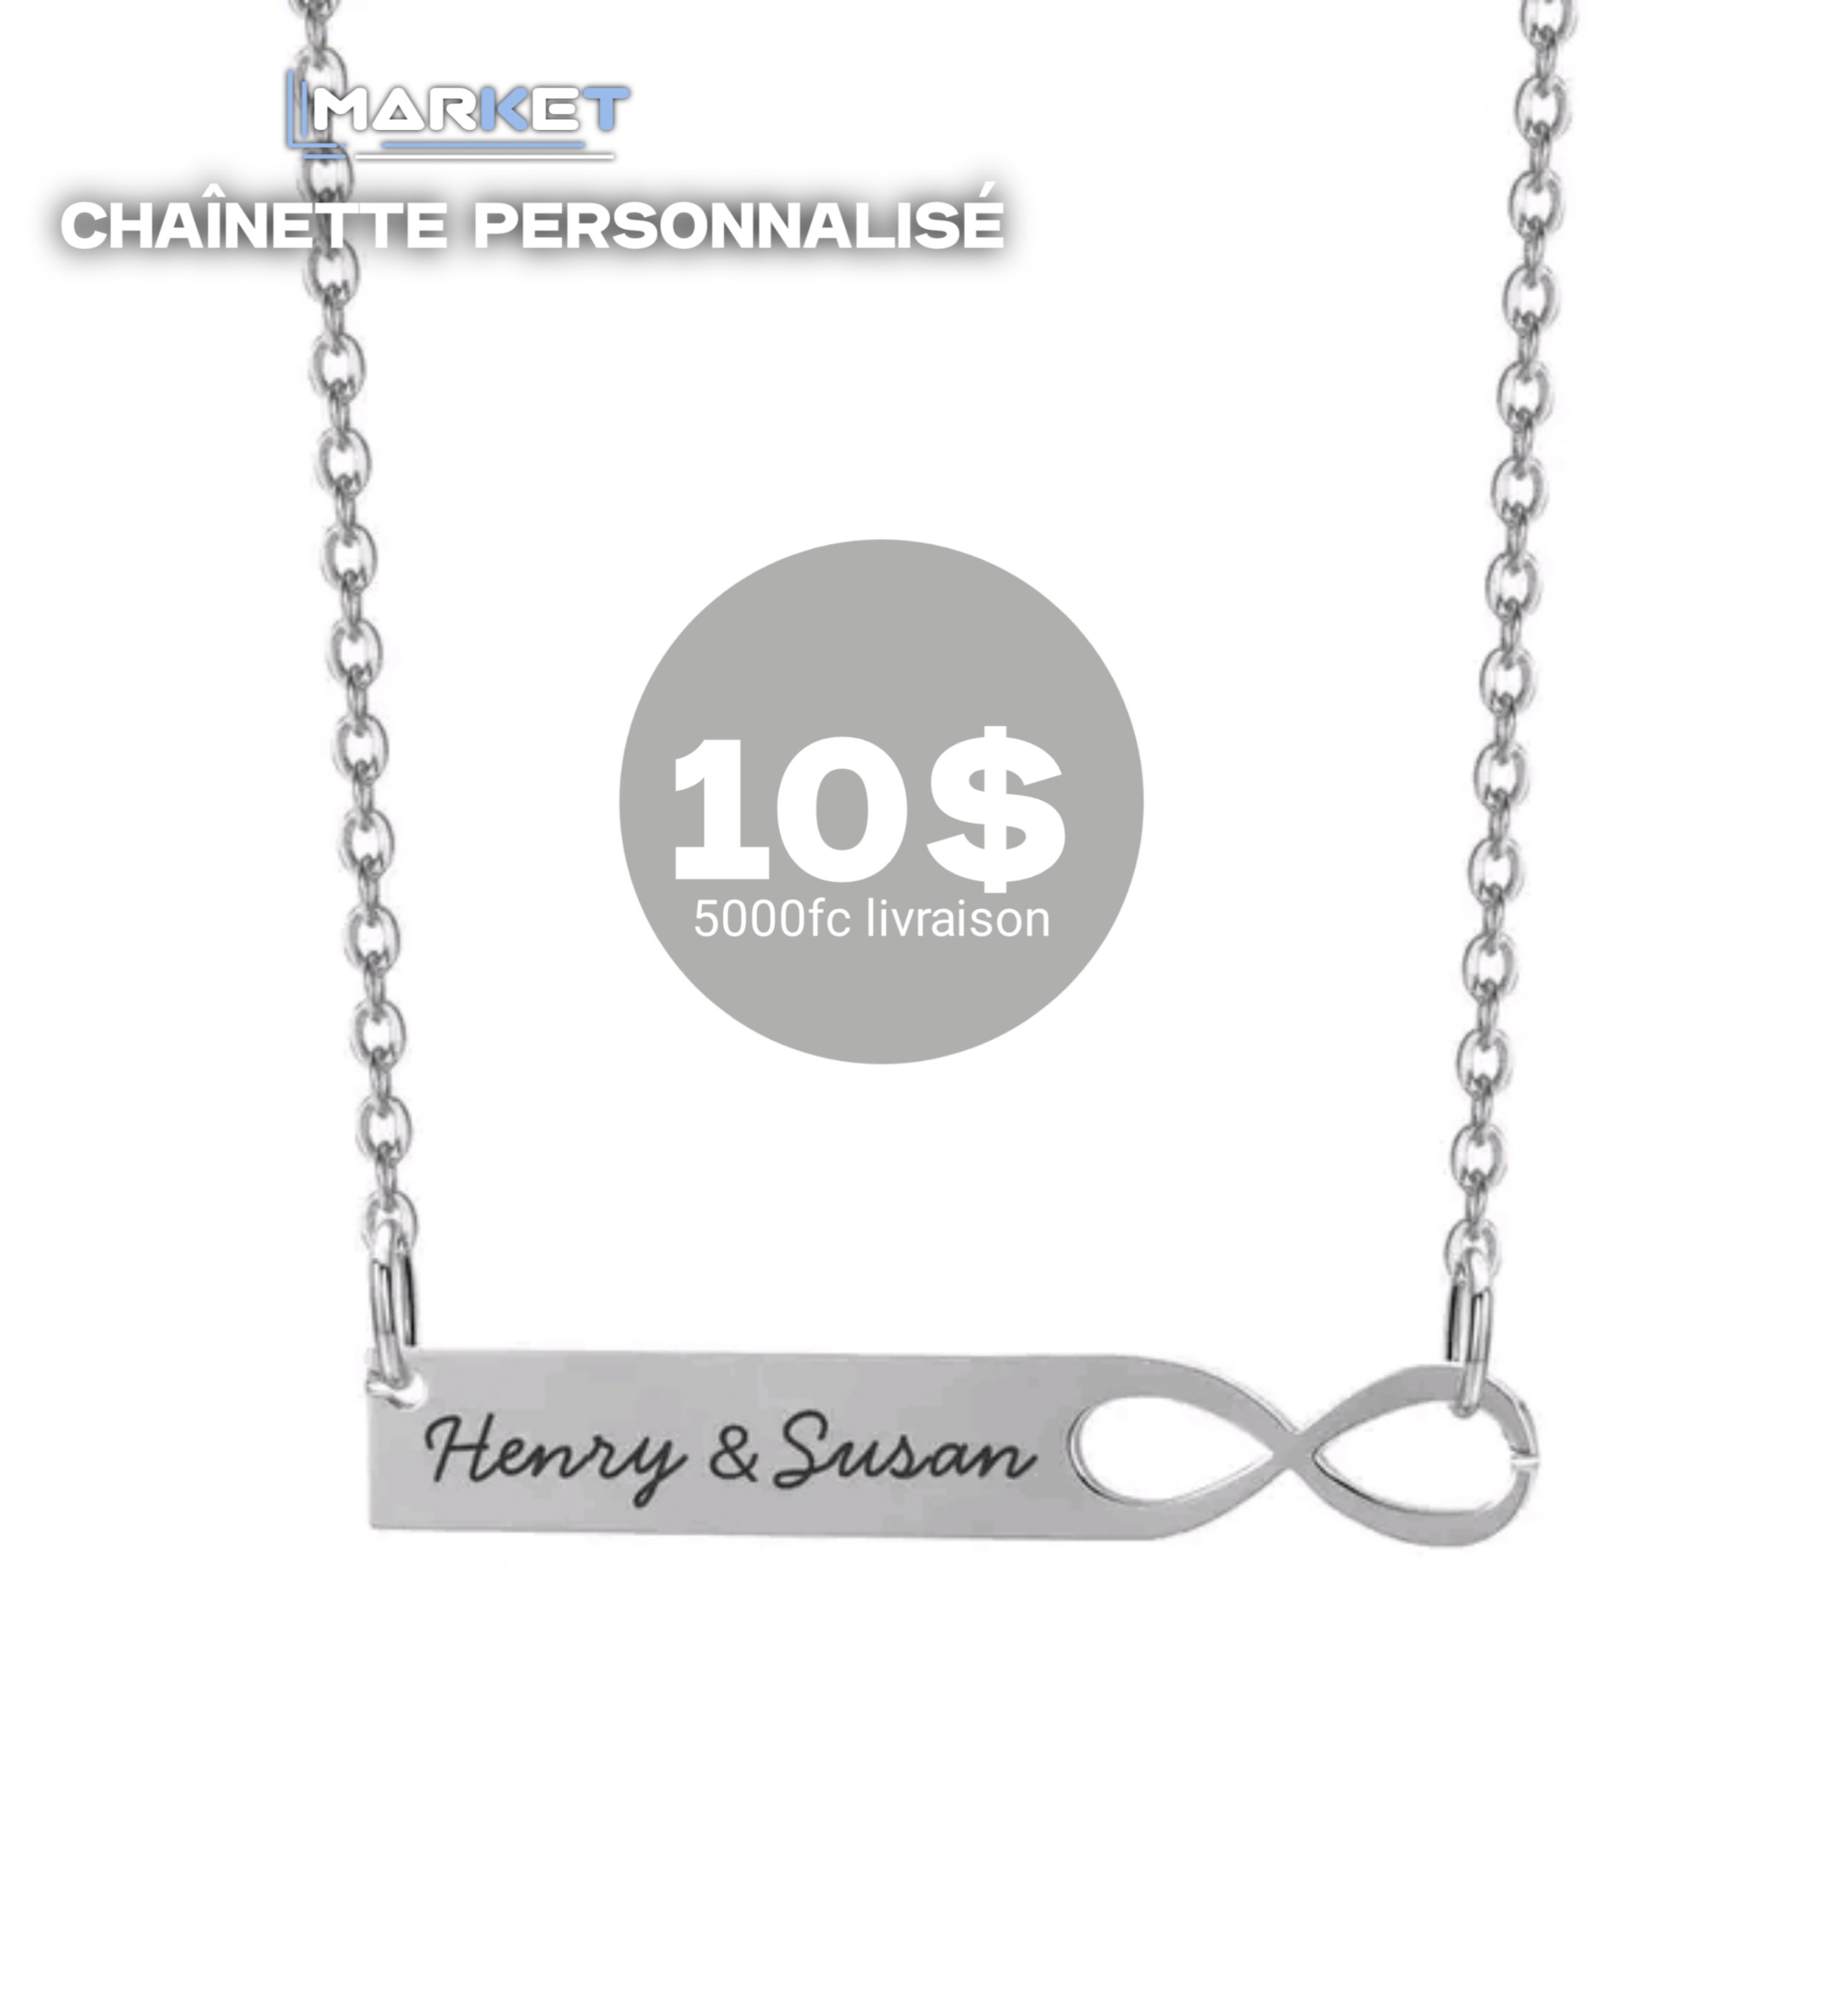 MARKET
CHAÎNETTE PERSONNALISÉ
10$
5000fc livraison
Henry & Susan